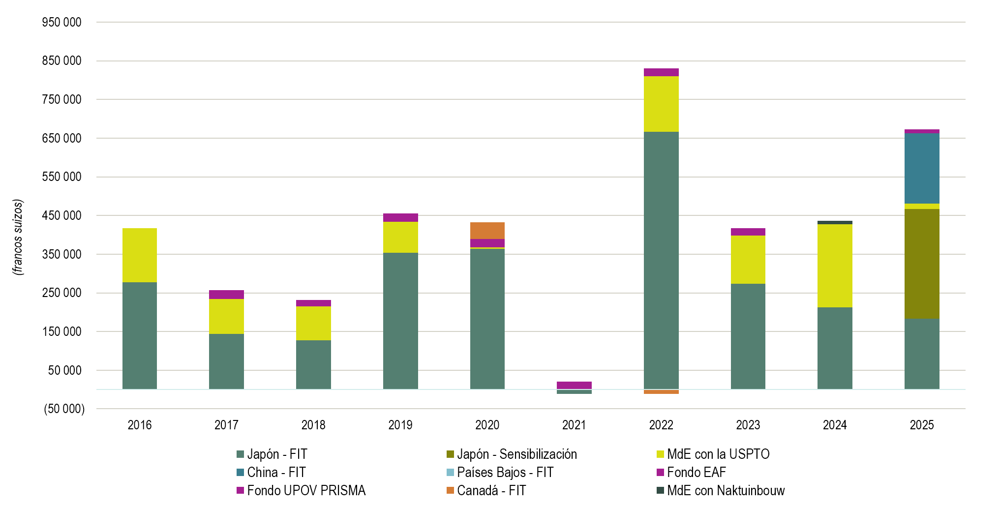 950 000
850 000
750 000
650 000
550 000
450 000
350 000
250 000
150 000
50 000
(50 000)
(francos suizos)
2016 2017 2018 2019 2020 2021 2022 2023 2024 2025
Japón - FIT Japón - Sensibilización MdE con la USPTO
China - FIT Países Bajos - FIT Fondo EAF
Fondo UPOV PRISMA Canadá - FIT MdE con Naktuinbouw